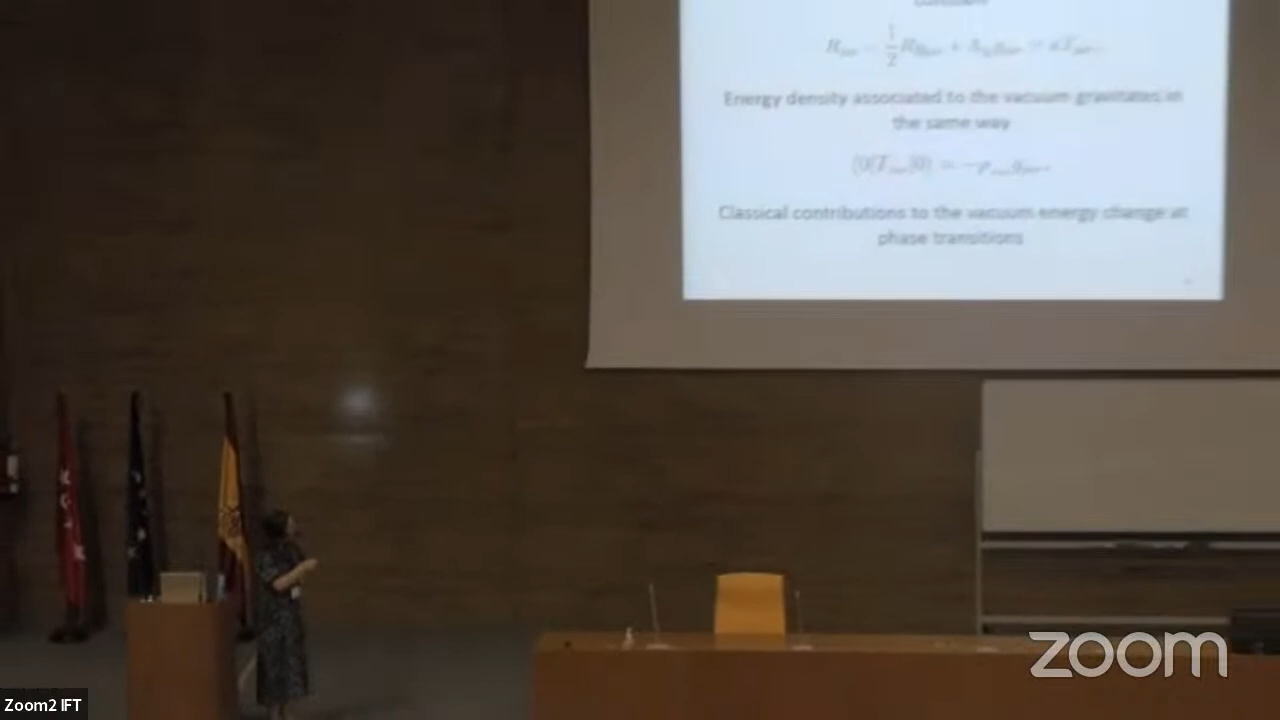 constant
Energy density associated to the vacuum gravitates in
the same way
Classical contributions to the vacuum energy change at
phase transitions
zoom
Zoom2 IFT